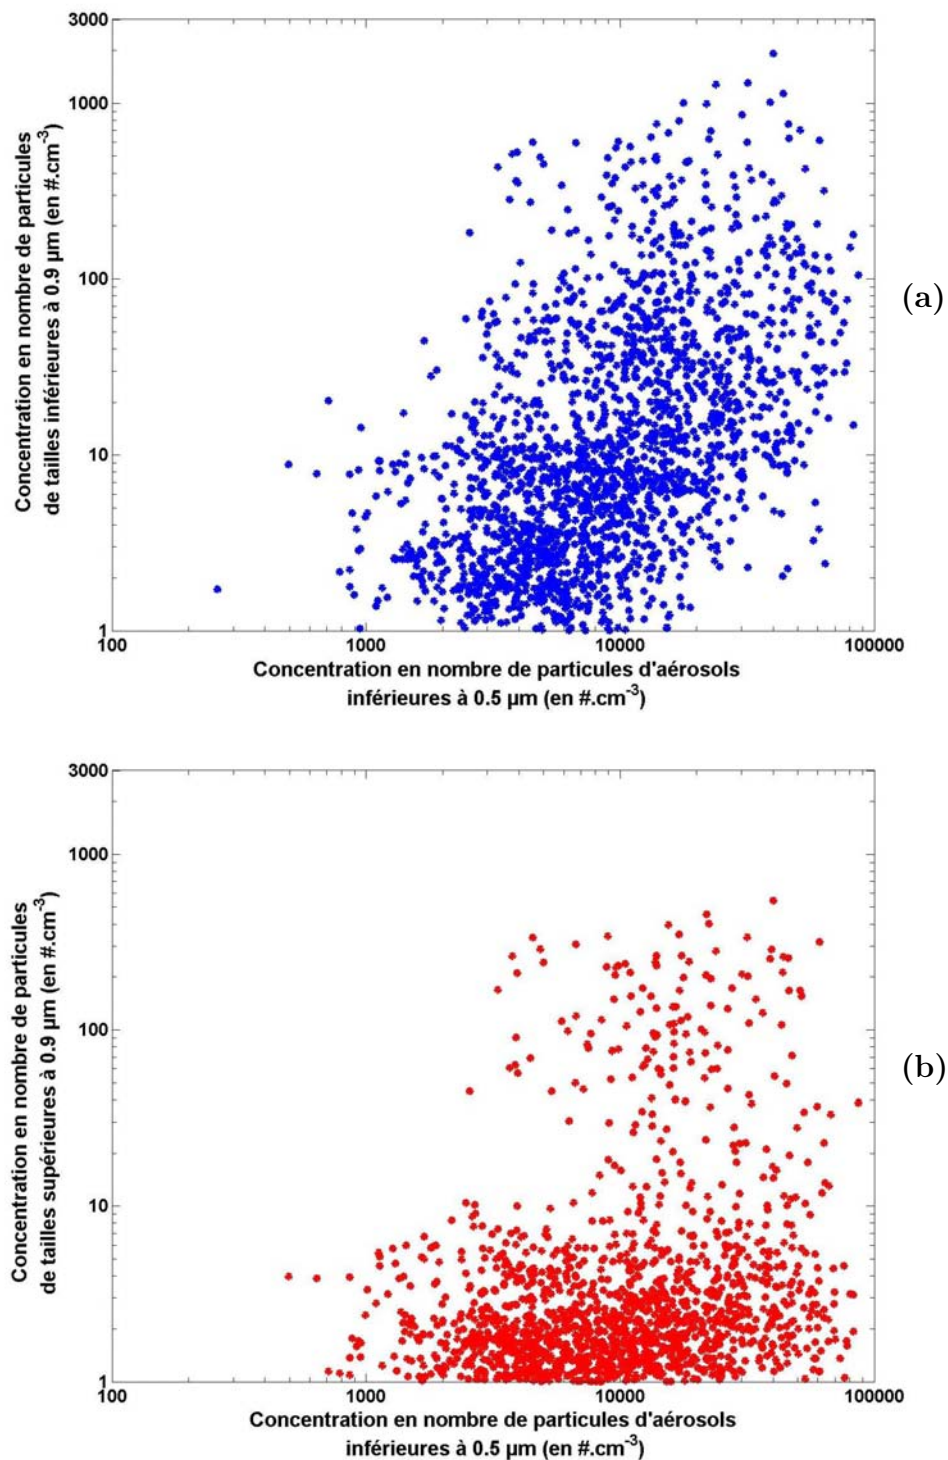 3000
1000
100
10
1
Concentration en nombre de particules
de tailles inférieures à 0.9 µm (en #.cm-3)
100 1000 10000 100000
Concentration en nombre de particules d'aérosols
inférieures à 0.5 µm (en #.cm-3)
(a)
3000
1000
100
10
1
Concentration en nombre de particules
de tailles supérieures à 0.9 µm (en #.cm-3)
100 1000 10000 100000
Concentration en nombre de particules d'aérosols
inférieures à 0.5 µm (en #.cm-3)
(b)